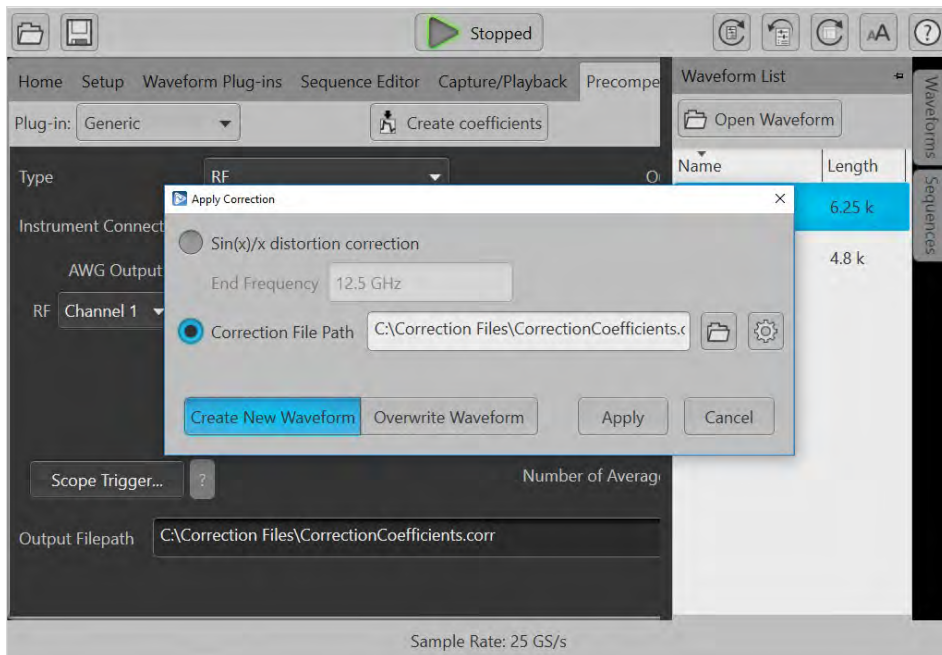 Stopped
AA
?
Home Setup Waveform Plug-ins Sequence Editor Capture/Playback Precompe
Plug-in: Generic
Create coefficients
Type RF
Instrument Connect
AWG Output
RF Channel 1
Scope Trigger...
?
Number of Averag
Output Filepath C:\Correction Files\CorrectionCoefficients.corr
Apply Correction
Sin(x)/x distortion correction
End Frequency 12.5 GHz
Correction File Path C:\Correction Files\CorrectionCoefficients.c
Create New Waveform Overwrite Waveform Apply Cancel
Waveform List
Open Waveform
Name Length
6.25 k
4.8 k
Waveforms
Sequences
Sample Rate: 25 GS/s